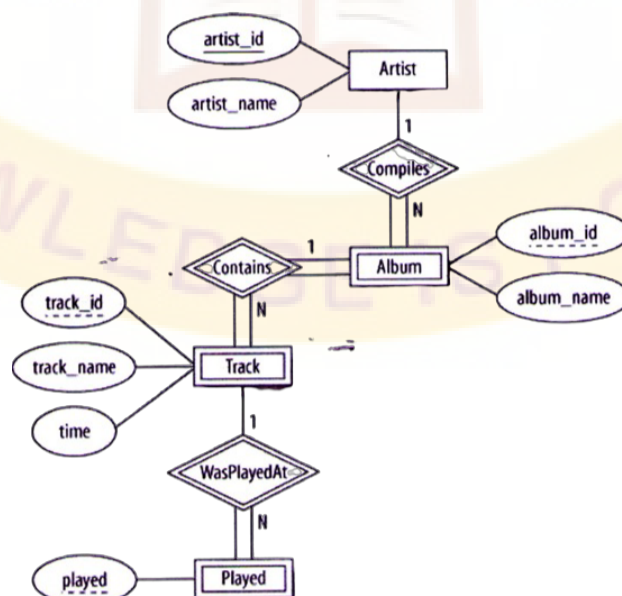 artist_id
Artist
artist_name
1
Compiles
N
1
album_id
Contains
Album
album_name
N
track_id
track_name
Track
time
1
WasPlayedAt
N
played
Played